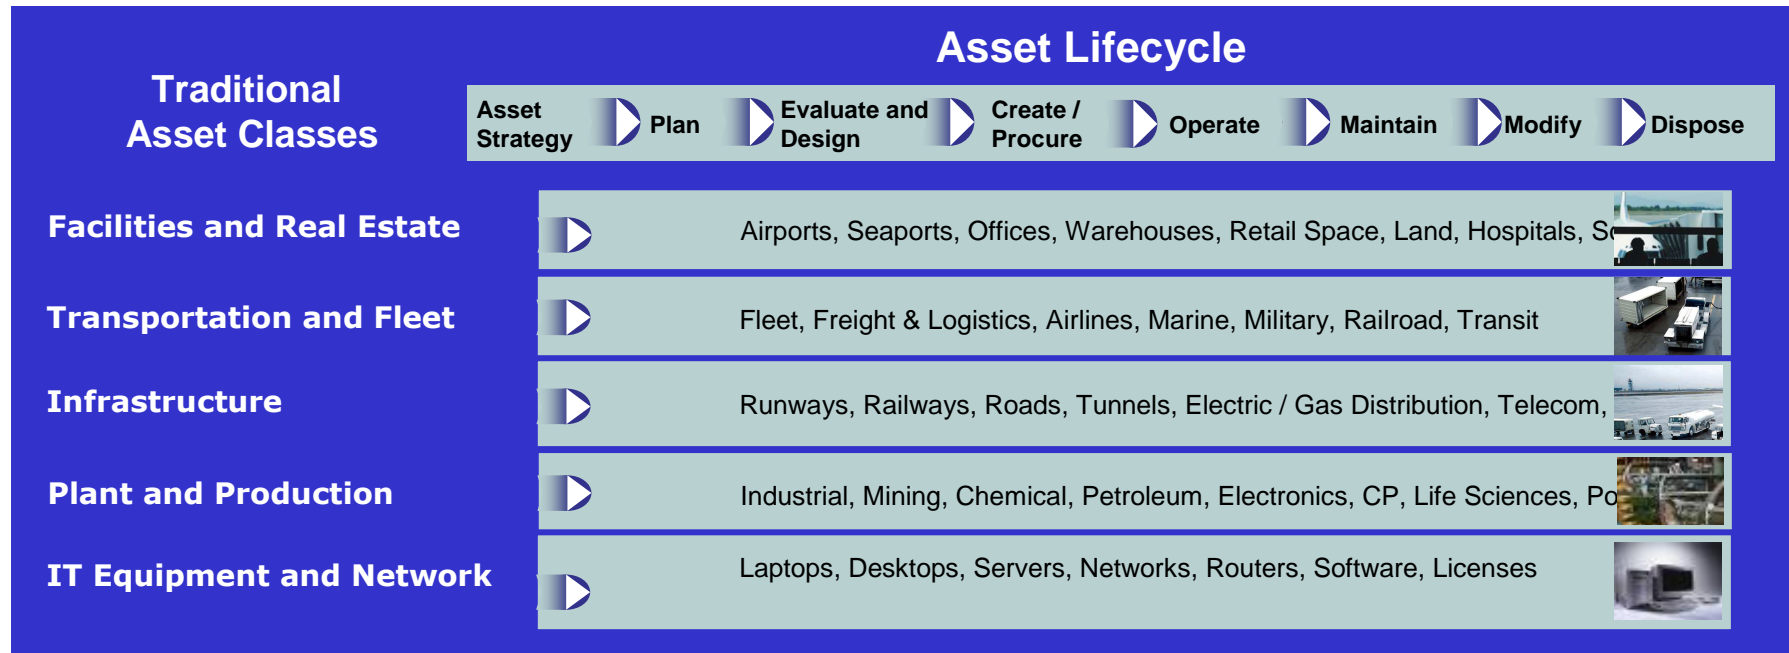 Asset Lifecycle
Traditional
Asset Classes
Asset
Strategy
Plan
Evaluate and
Design
Create /
Procure
Operate
Maintain
Modify
Dispose
Facilities and Real Estate
Airports, Seaports, Offices, Warehouses, Retail Space, Land, Hospitals,
Transportation and Fleet
Fleet, Freight & Logistics, Airlines, Marine, Military, Railroad, Transit
Infrastructure
Runways, Railways, Roads, Tunnels, Electric / Gas Distribution, Telecom,
Plant and Production
Industrial, Mining, Chemical, Petroleum, Electronics, CP, Life Sciences,
IT Equipment and Network
Laptops, Desktops, Servers, Networks, Routers, Software, Licenses